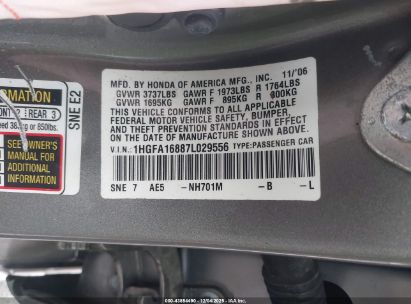 MFD. BY HONDA OF AMERICA MFG., INC. 11/'06
GVWR 3737LBS GAWR F 1973LBS R 1764LBS
GVWR 1695KG GAWR F 895KG R 800KG
THIS VEHICLE CONFORMS TO ALL APPLICABLE
FEDERAL MOTOR VEHICLE SAFETY, BUMPER,
AND THEFT PREVENTION STANDARDS IN EFFECT
ON THE DATE OF MANUFACTURE SHOWN ABOVE.
V.I.N.: 1HGFA16887L029556 TYPE:PASSENGER CAR
SNE 7 AE5 -NH701M -B -L
SNE E2
REAR 3
850lbs.
SEE OWNER'S
MANUAL FOR
ADDITIONAL
INFORMATION